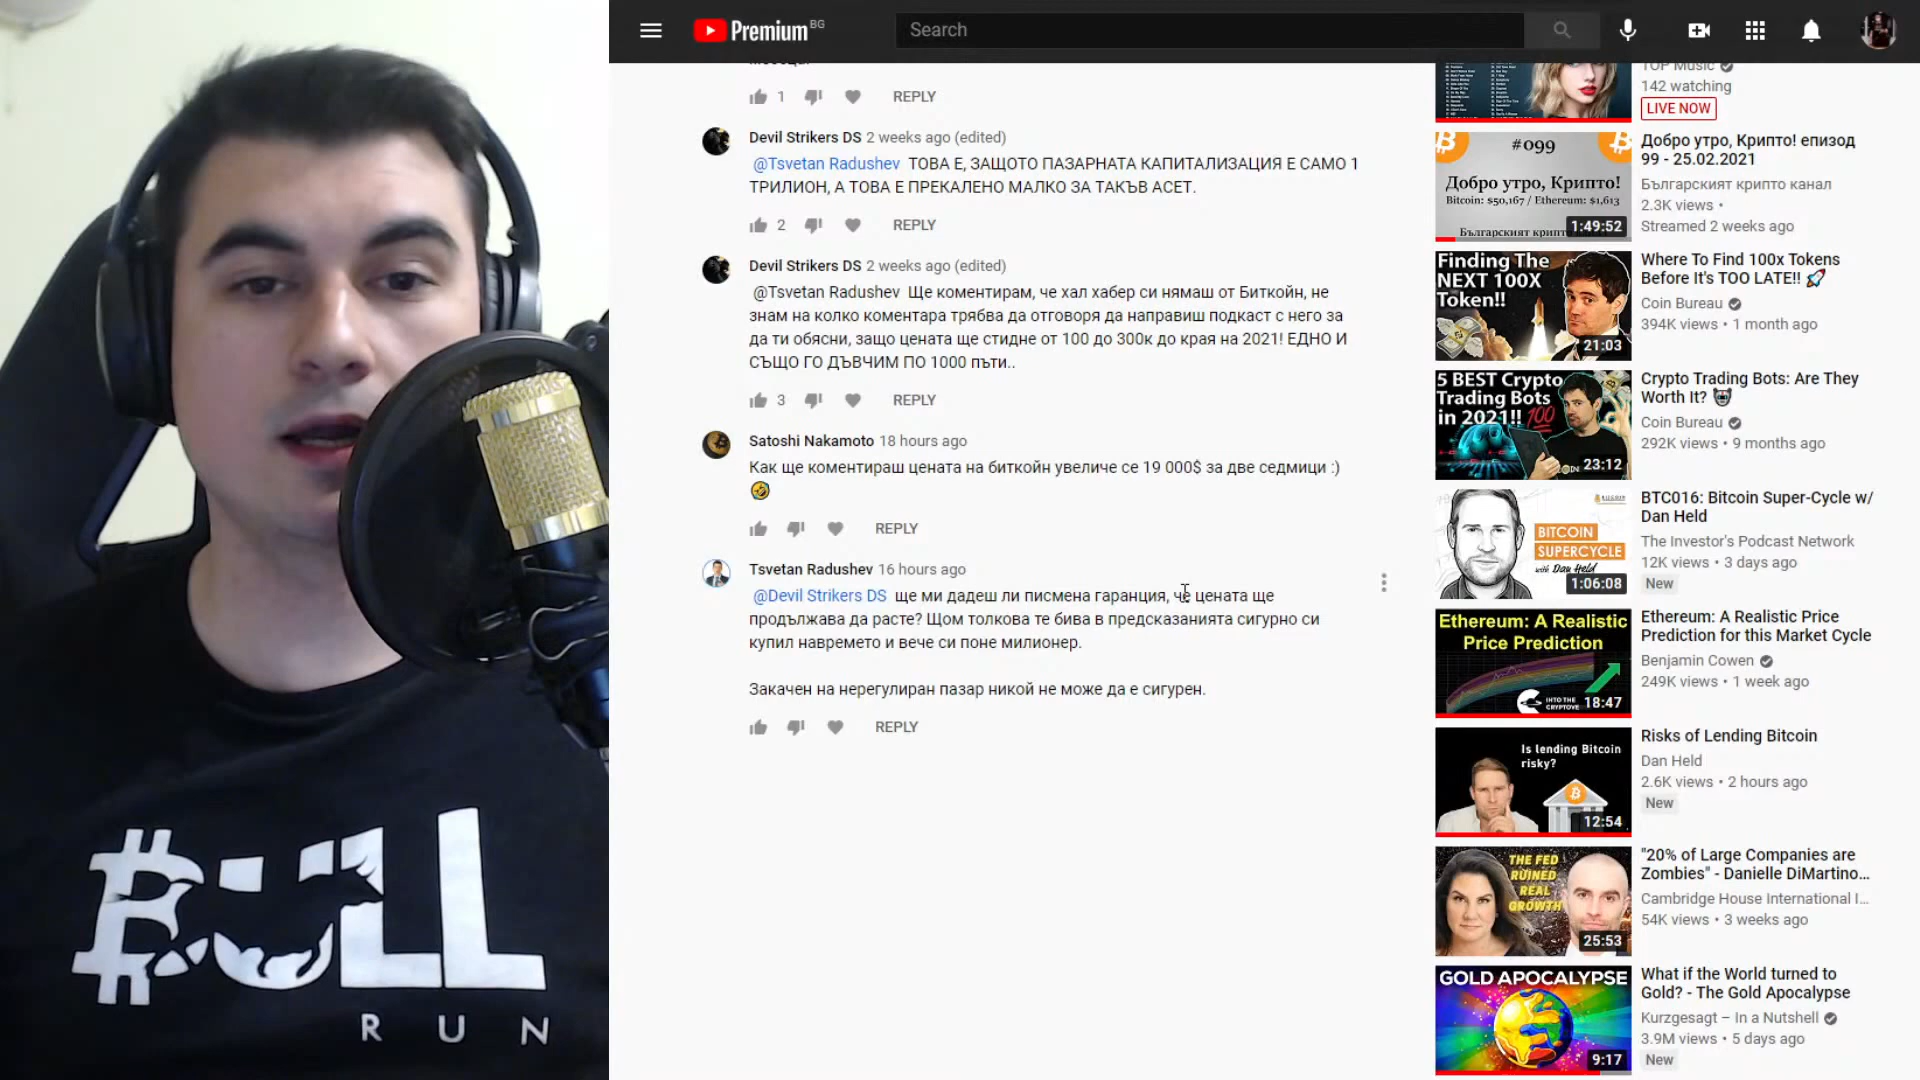 Premium BG
Search
1 REPLY
Devil Strikers DS 2 weeks ago (edited)
@Tsvetan Radushev ТОВА Е, ЗАЩОТО ПАЗАРНАТА КАПИТАЛИЗАЦИЯ Е САМО 1
ТРИЛИОН, А ТОВА Е ПРЕКАЛЕНО МАЛКО ЗА ТАКЪВ АСЕТ.
2 REPLY
Devil Strikers DS 2 weeks ago (edited)
@Tsvetan Radushev Ще коментирам, че хал хабер си нямаш от Биткойн, не
знам на колко коментара трябва да отговоря да направиш подкаст с него за
да ти обясни, защо цената ще стидне от 100 до 300к до края на 2021! ЕДНО И
СЪЩО ГО ДЪВЧИМ ПО 1000 пъти..
3 REPLY
Satoshi Nakamoto 18 hours ago
Как ще коментираш цената на биткойн увеличе се 19 000$ за две седмици :)
REPLY
Tsvetan Radushev 16 hours ago
@Devil Strikers DS ще ми дадеш ли писмена гаранция, че цената ще
продължава да расте? Щом толкова те бива в предсказанията сигурно си
купил навремето и вече си поне милионер.
Закачен на нерегулиран пазар никой не може да е сигурен.
REPLY
TOP Music
142 watching
LIVE NOW
#099
Добро утро, Крипто!
Bitcoin: $50,167 / Ethereum: $1,613
1:49:52
Добро утро, Крипто! епизод
99 - 25.02.2021
Българският крипто канал
2.3K views •
Streamed 2 weeks ago
Finding The
NEXT 100X
Token!!
21:03
Where To Find 100x Tokens
Before It's TOO LATE!! 🚀
Coin Bureau
394K views • 1 month ago
5 BEST Crypto
Trading Bots
in 2021!! 100
23:12
Crypto Trading Bots: Are They
Worth It?
Coin Bureau
292K views • 9 months ago
BITCOIN
SUPERCYCLE
with Dan Held
1:06:08
BTC016: Bitcoin Super-Cycle w/
Dan Held
The Investor's Podcast Network
12K views • 3 days ago
New
Ethereum: A Realistic
Price Prediction
INTO THE
CRYPTOVERSE
18:47
Ethereum: A Realistic Price
Prediction for this Market Cycle
Benjamin Cowen
249K views • 1 week ago
Is lending Bitcoin
risky?
12:54
Risks of Lending Bitcoin
Dan Held
2.6K views • 2 hours ago
New
THE FED
RUINED
REAL
GROWTH
25:53
"20% of Large Companies are
Zombies" - Danielle DiMartino...
Cambridge House International I...
54K views • 3 weeks ago
GOLD APOCALYPSE
9:17
What if the World turned to
Gold? - The Gold Apocalypse
Kurzgesagt – In a Nutshell
3.9M views • 5 days ago
New
BULL
RUN